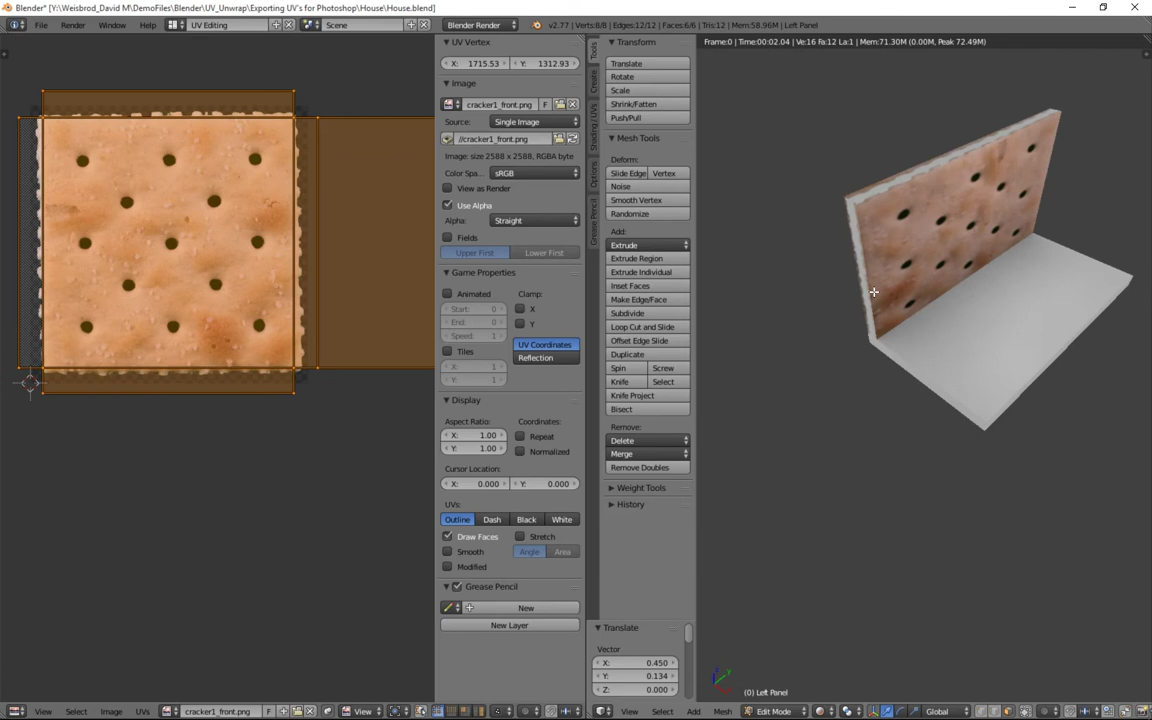 Blender* [Y:\Weisbrod_David M\DemoFiles\Blender\UV_Unwrap\Exporting UV's for Photoshop\House\House.blend]
File Render Window Help UV Editing Scene Blender Render v2.77 | Verts:8/8 | Edges:12/12 | Faces:6/6 | Tris:12 | Mem:58.96M | Left Panel
UV Vertex
X: 1715.53 Y: 1312.93
Image
cracker1_front.png F
Source: Single Image
//cracker1_front.png
Image: size 2588 x 2588, RGBA byte
Color Spa... sRGB
View as Render
Use Alpha
Alpha: Straight
Fields
Upper First Lower First
Game Properties
Animated Clamp:
Start: 0 X
End: 0 Y
Speed: 1
Tiles UV Coordinates
X: 1 Reflection
Y: 1
Display
Aspect Ratio: Coordinates:
X: 1.00 Repeat
Y: 1.00 Normalized
Cursor Location:
X: 0.000 Y: 0.000
UVs:
Outline Dash Black White
Draw Faces Stretch
Smooth Angle Area
Modified
Grease Pencil
New
New Layer
Tools
Create
Shading / UVs
Options
Grease Pencil
Transform
Translate
Rotate
Scale
Shrink/Fatten
Push/Pull
Mesh Tools
Deform:
Slide Edge Vertex
Noise
Smooth Vertex
Randomize
Add:
Extrude
Extrude Region
Extrude Individual
Inset Faces
Make Edge/Face
Subdivide
Loop Cut and Slide
Offset Edge Slide
Duplicate
Spin Screw
Knife Select
Knife Project
Bisect
Remove:
Delete
Merge
Remove Doubles
Weight Tools
History
Translate
Vector
X: 0.450
Y: 0.134
Z: 0.000
Frame:0 | Time:00:02.04 | Ve:16 Fa:12 La:1 | Mem:71.30M (0.00M, Peak 72.49M)
(0) Left Panel
View Select Image UVs cracker1_front.png F View
View Select Add Mesh Edit Mode Global